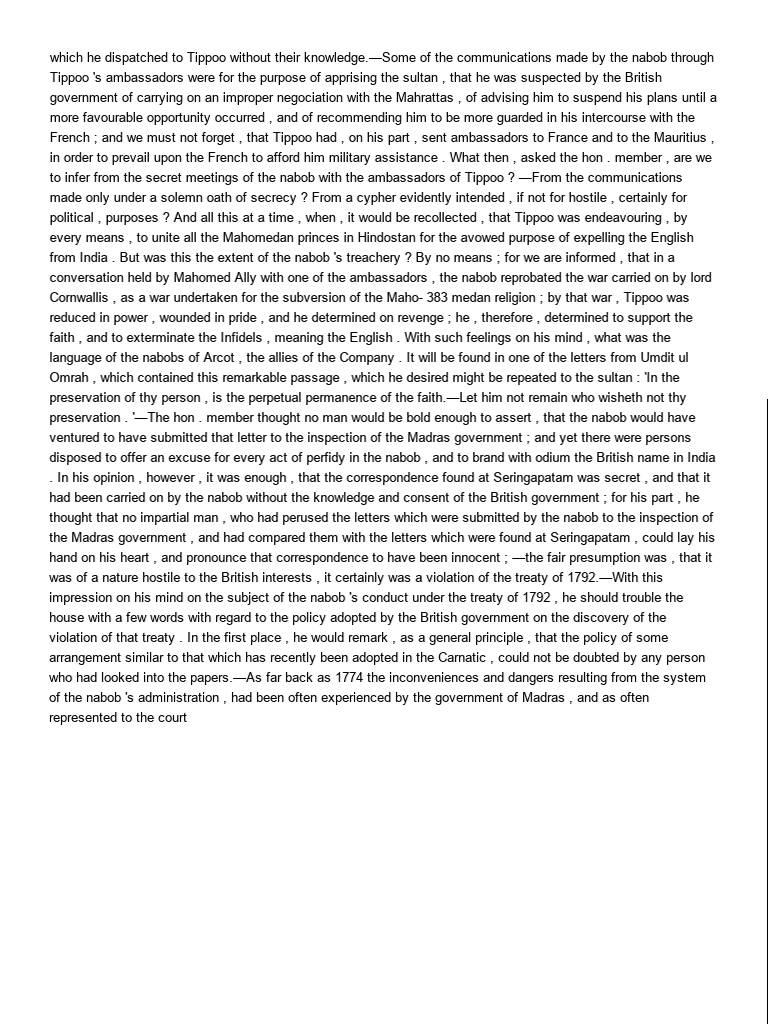 which he dispatched to Tippoo without their knowledge.—Some of the communications made by the nabob through
Tippoo 's ambassadors were for the purpose of apprising the sultan , that he was suspected by the British
government of carrying on an improper negociation with the Mahrattas , of advising him to suspend his plans until a
more favourable opportunity occurred , and of recommending him to be more guarded in his intercourse with the
French ; and we must not forget , that Tippoo had , on his part , sent ambassadors to France and to the Mauritius ,
in order to prevail upon the French to afford him military assistance . What then , asked the hon . member , are we
to infer from the secret meetings of the nabob with the ambassadors of Tippoo ? —From the communications
made only under a solemn oath of secrecy ? From a cypher evidently intended , if not for hostile , certainly for
political , purposes ? And all this at a time , when , it would be recollected , that Tippoo was endeavouring , by
every means , to unite all the Mahomedan princes in Hindostan for the avowed purpose of expelling the English
from India . But was this the extent of the nabob 's treachery ? By no means ; for we are informed , that in a
conversation held by Mahomed Ally with one of the ambassadors , the nabob reprobated the war carried on by lord
Cornwallis , as a war undertaken for the subversion of the Maho- 383 medan religion ; by that war , Tippoo was
reduced in power , wounded in pride , and he determined on revenge ; he , therefore , determined to support the
faith , and to exterminate the Infidels , meaning the English . With such feelings on his mind , what was the
language of the nabobs of Arcot , the allies of the Company . It will be found in one of the letters from Umdit ul
Omrah , which contained this remarkable passage , which he desired might be repeated to the sultan : 'In the
preservation of thy person , is the perpetual permanence of the faith.—Let him not remain who wisheth not thy
preservation . '—The hon . member thought no man would be bold enough to assert , that the nabob would have
ventured to have submitted that letter to the inspection of the Madras government ; and yet there were persons
disposed to offer an excuse for every act of perfidy in the nabob , and to brand with odium the British name in India
. In his opinion , however , it was enough , that the correspondence found at Seringapatam was secret , and that it
had been carried on by the nabob without the knowledge and consent of the British government ; for his part , he
thought that no impartial man , who had perused the letters which were submitted by the nabob to the inspection of
the Madras government , and had compared them with the letters which were found at Seringapatam , could lay his
hand on his heart , and pronounce that correspondence to have been innocent ; —the fair presumption was , that it
was of a nature hostile to the British interests , it certainly was a violation of the treaty of 1792.—With this
impression on his mind on the subject of the nabob 's conduct under the treaty of 1792 , he should trouble the
house with a few words with regard to the policy adopted by the British government on the discovery of the
violation of that treaty . In the first place , he would remark , as a general principle , that the policy of some
arrangement similar to that which has recently been adopted in the Carnatic , could not be doubted by any person
who had looked into the papers.—As far back as 1774 the inconveniences and dangers resulting from the system
of the nabob 's administration , had been often experienced by the government of Madras , and as often
represented to the court